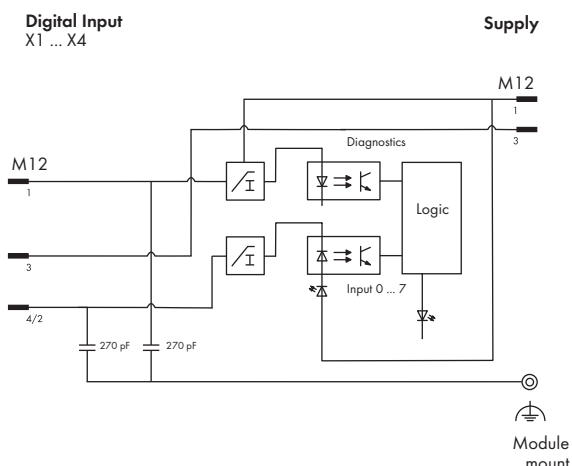 Digital Input
X1 ... X4
Supply
M12
1
3
Diagnostics
M12
1
I
Logic
3
I
Input 0 ... 7
4/2
270 pF
270 pF
Module
mount